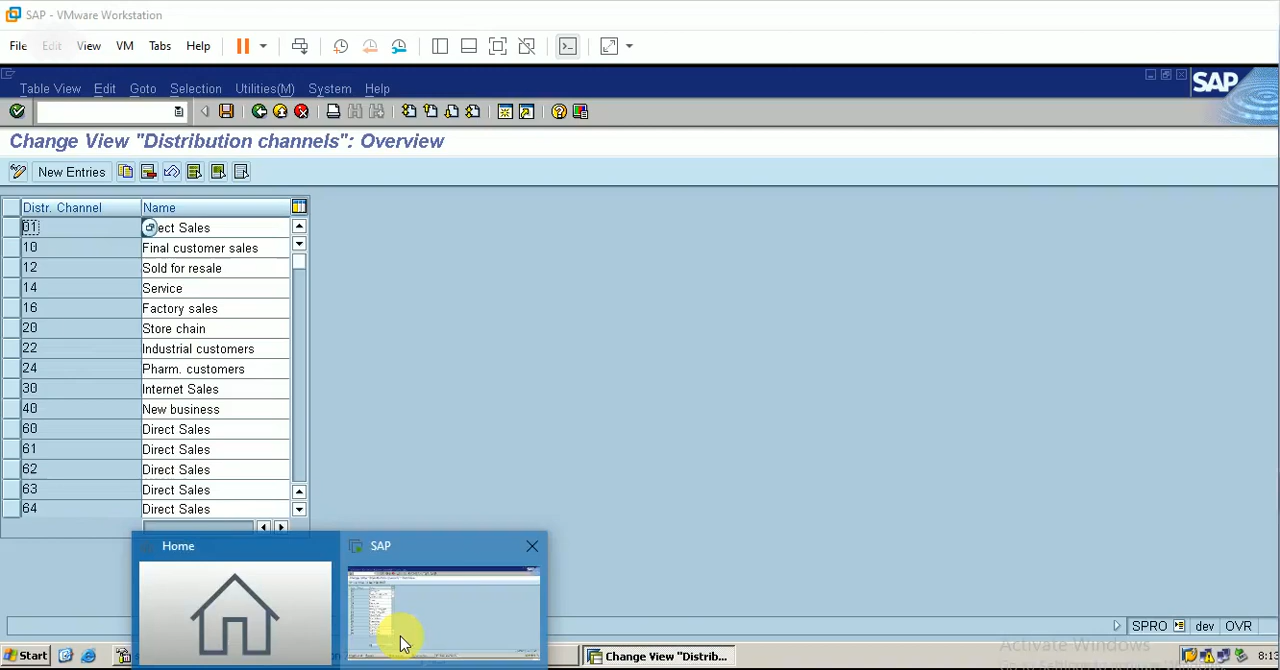 SAP - VMware Workstation
File Edit View VM Tabs Help
Table View Edit Goto Selection Utilities(M) System Help
SAP
Change View "Distribution channels": Overview
New Entries
Distr. Channel Name
01 ect Sales
10 Final customer sales
12 Sold for resale
14 Service
16 Factory sales
20 Store chain
22 Industrial customers
24 Pharm. customers
30 Internet Sales
40 New business
60 Direct Sales
61 Direct Sales
62 Direct Sales
63 Direct Sales
64 Direct Sales
Home SAP
SPRO dev OVR
Activate Windows
Start Change View "Distrib... 8:13